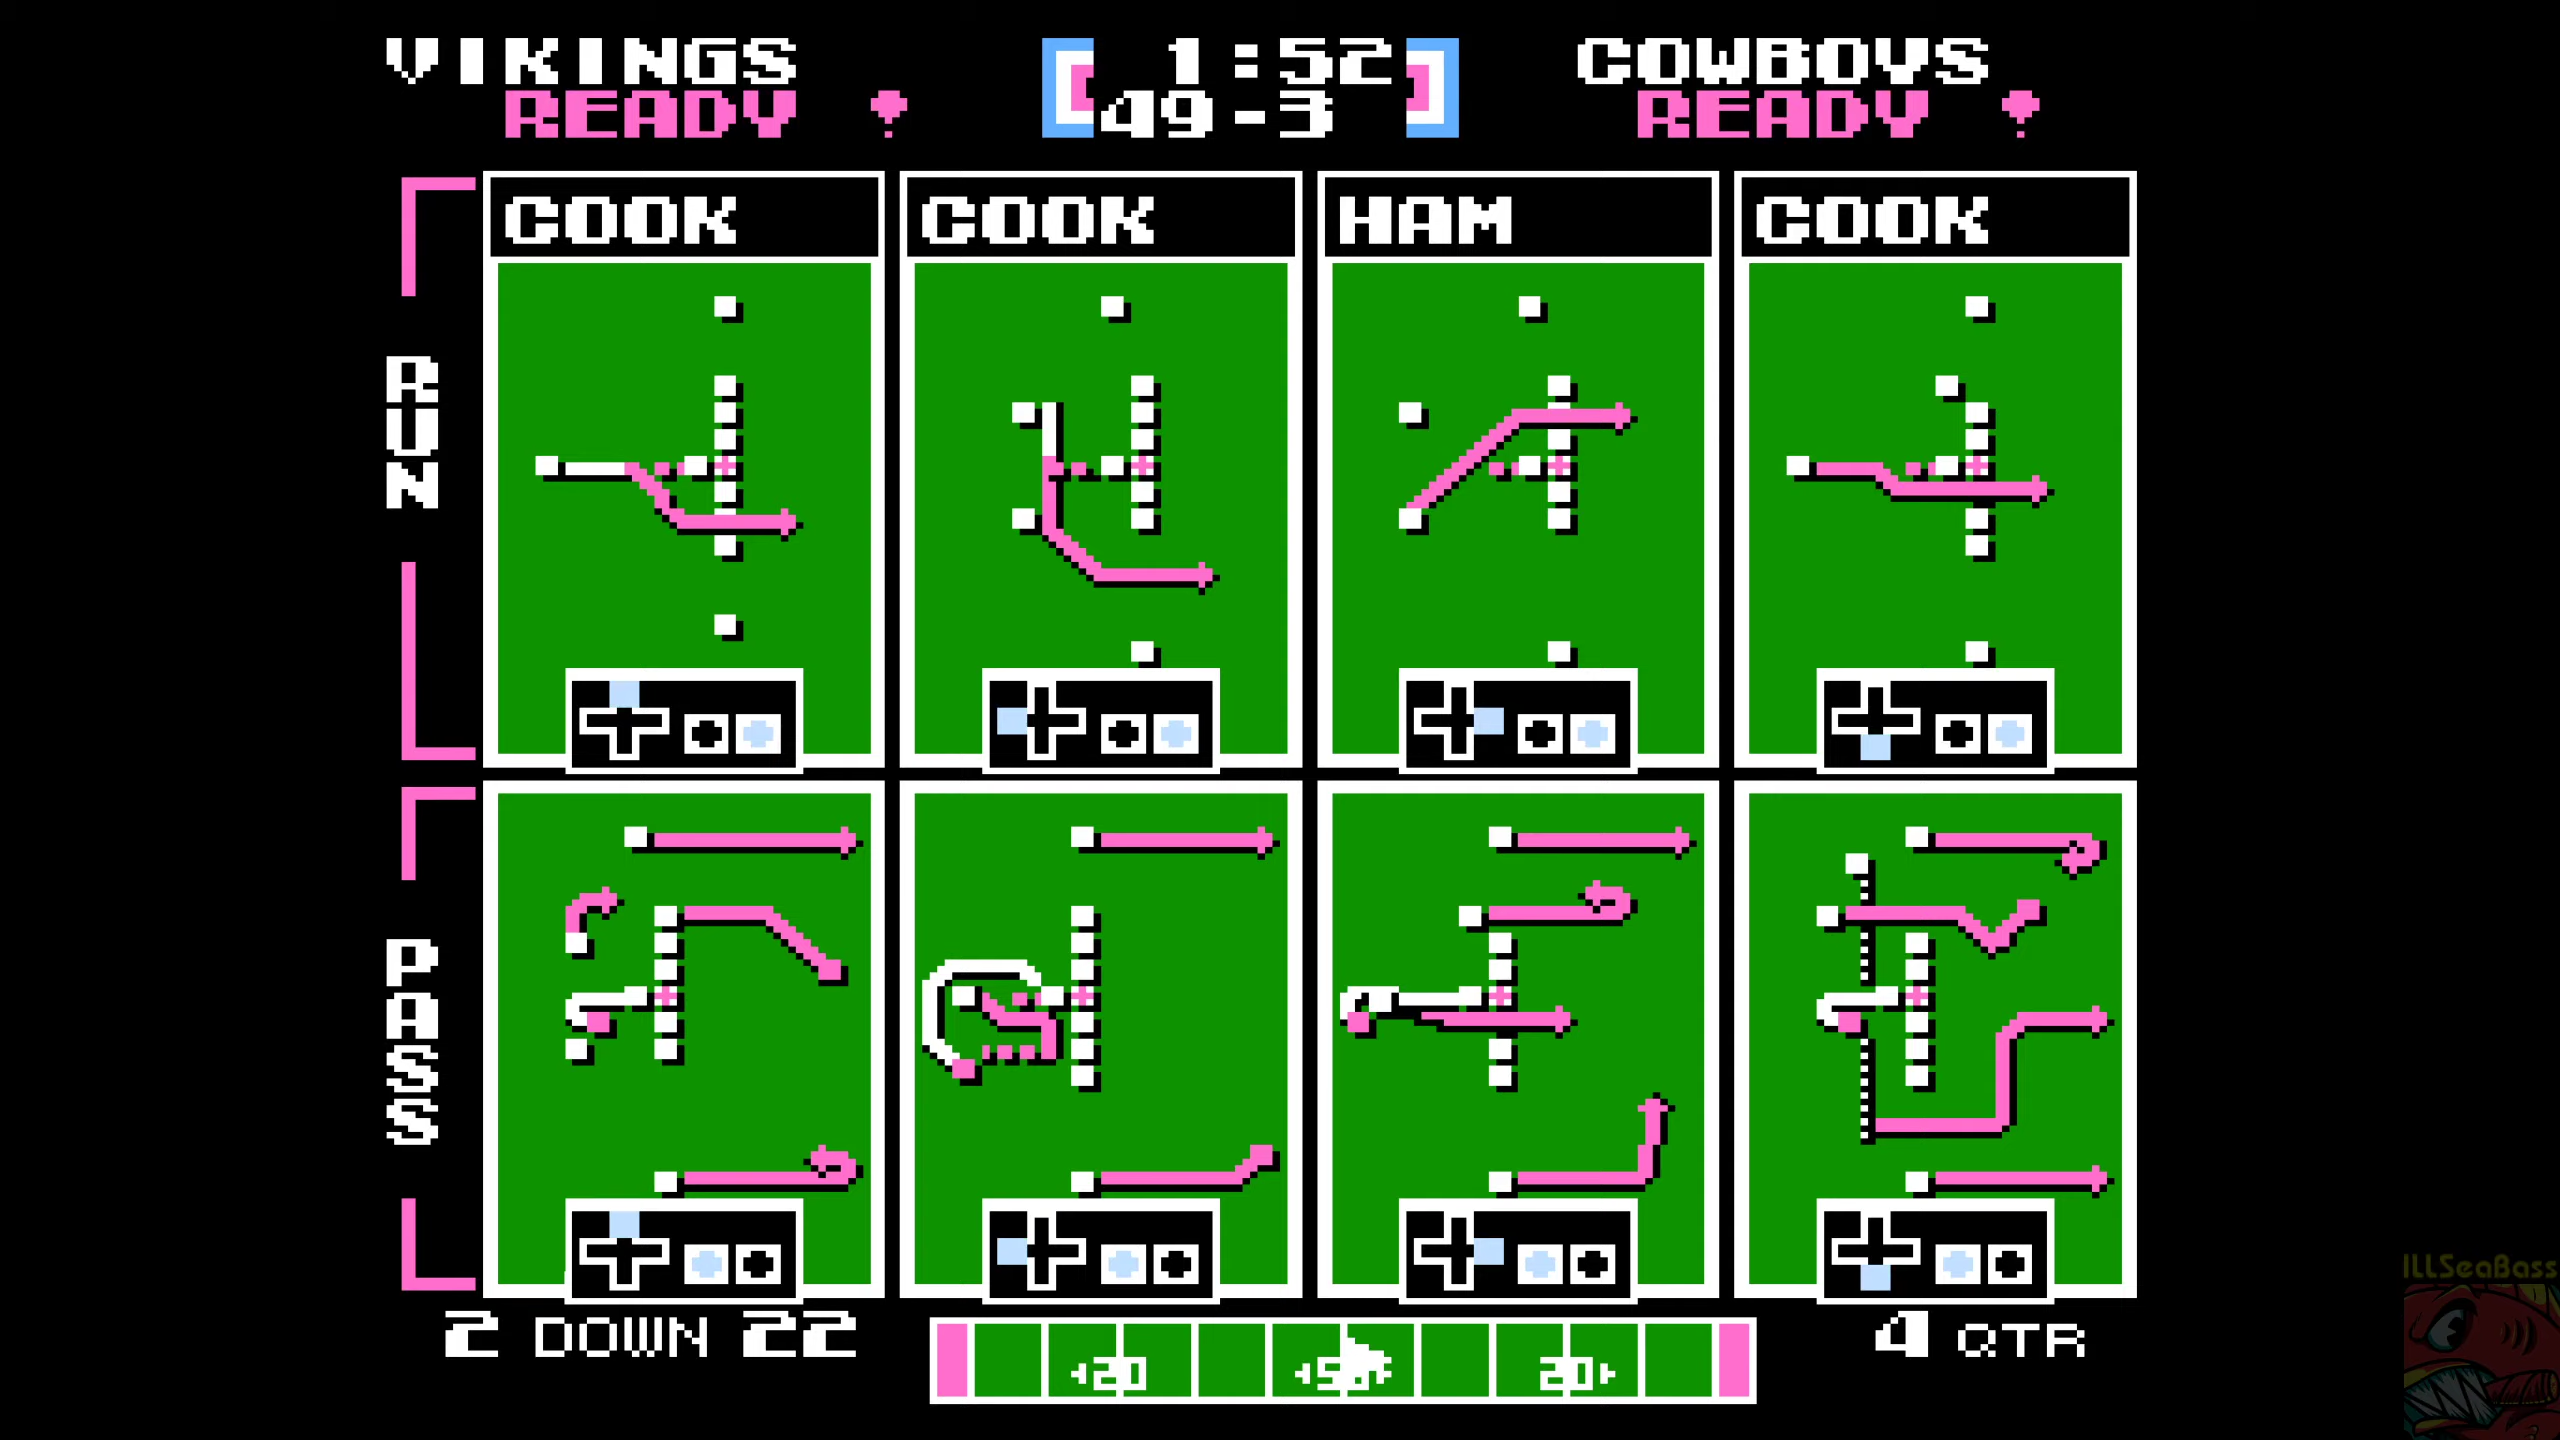 VIKINGS 1:52 COWBOYS
READY ! 49-3 READY !
COOK COOK HAM COOK
RUN
PASS
2 DOWN 22 4 QTR
20 20
ILLSeaBass